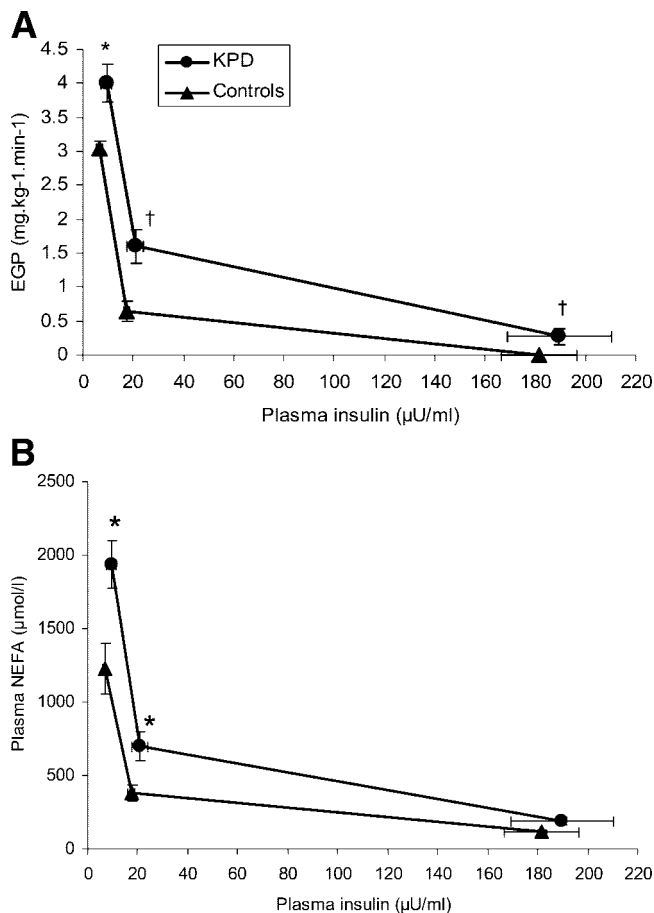 A
4.5
4
3.5
3
2.5
2
1.5
1
0.5
0
EGP (mg.kg-1.min-1)
*
†
†
KPD
Controls
0 20 40 60 80 100 120 140 160 180 200 220
Plasma insulin (µU/ml)
B
2500
2000
1500
1000
500
0
Plasma NEFA (µmol/l)
*
*
0 20 40 60 80 100 120 140 160 180 200 220
Plasma insulin (µU/ml)